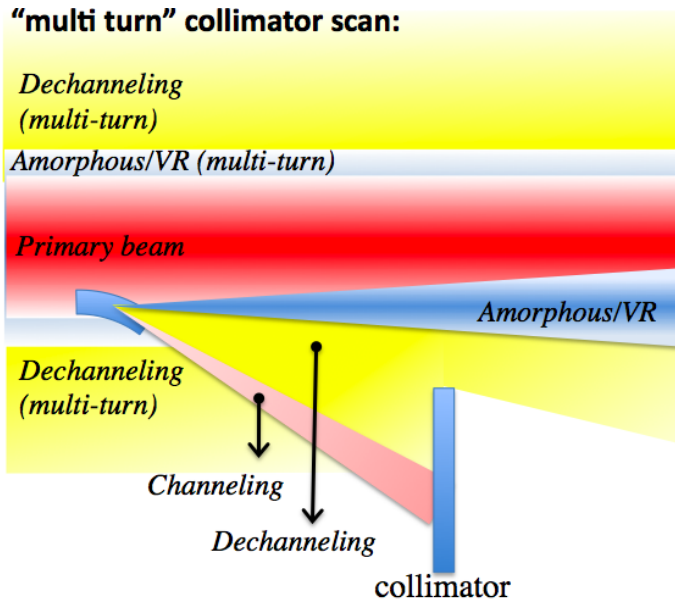 “multi turn” collimator scan:
Dechanneling
(multi-turn)
Amorphous/VR (multi-turn)
Primary beam
Amorphous/VR
Dechanneling
(multi-turn)
Channeling
Dechanneling
collimator